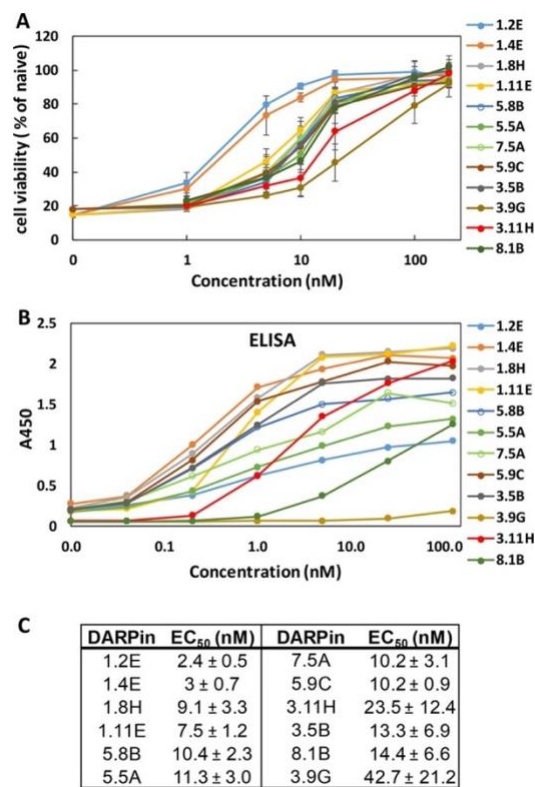 A
cell viability ( % of naive)
120
100
80
60
40
20
0
0
1
10
100
Concentration (nM)
1.2E
1.4E
1.8H
1.11E
5.8B
5.5A
7.5A
5.9C
3.5B
3.9G
3.11H
8.1B
B
ELISA
A450
2.5
2
1.5
1
0.5
0
0.0
0.1
1.0
10.0
100.0
Concentration (nM)
1.2E
1.4E
1.8H
1.11E
5.8B
5.5A
7.5A
5.9C
3.5B
3.9G
3.11H
8.1B
C
DARPin EC50 (nM) DARPin EC50 (nM)
1.2E 2.4 ± 0.5 7.5A 10.2 ± 3.1
1.4E 3 ± 0.7 5.9C 10.2 ± 0.9
1.8H 9.1 ± 3.3 3.11H 23.5 ± 12.4
1.11E 7.5 ± 1.2 3.5B 13.3 ± 6.9
5.8B 10.4 ± 2.3 8.1B 14.4 ± 6.6
5.5A 11.3 ± 3.0 3.9G 42.7 ± 21.2